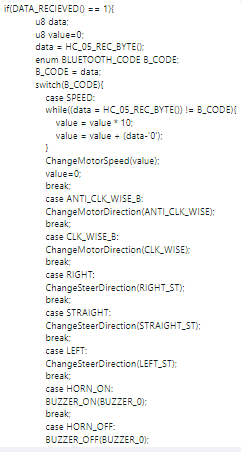 if(DATA_RECIEVED() == 1){
u8 data;
u8 value=0;
data = HC_05_REC_BYTE();
enum BLUETOOTH_CODE B_CODE;
B_CODE = data;
switch(B_CODE){
case SPEED:
while((data = HC_05_REC_BYTE()) != B_CODE){
value = value * 10;
value = value + (data-'0');
}
ChangeMotorSpeed(value);
value=0;
break;
case ANTI_CLK_WISE_B:
ChangeMotorDirection(ANTI_CLK_WISE);
break;
case CLK_WISE_B:
ChangeMotorDirection(CLK_WISE);
break;
case RIGHT:
ChangeSteerDirection(RIGHT_ST);
break;
case STRAIGHT:
ChangeSteerDirection(STRAIGHT_ST);
break;
case LEFT:
ChangeSteerDirection(LEFT_ST);
break;
case HORN_ON:
BUZZER_ON(BUZZER_0);
break;
case HORN_OFF:
BUZZER_OFF(BUZZER_0);